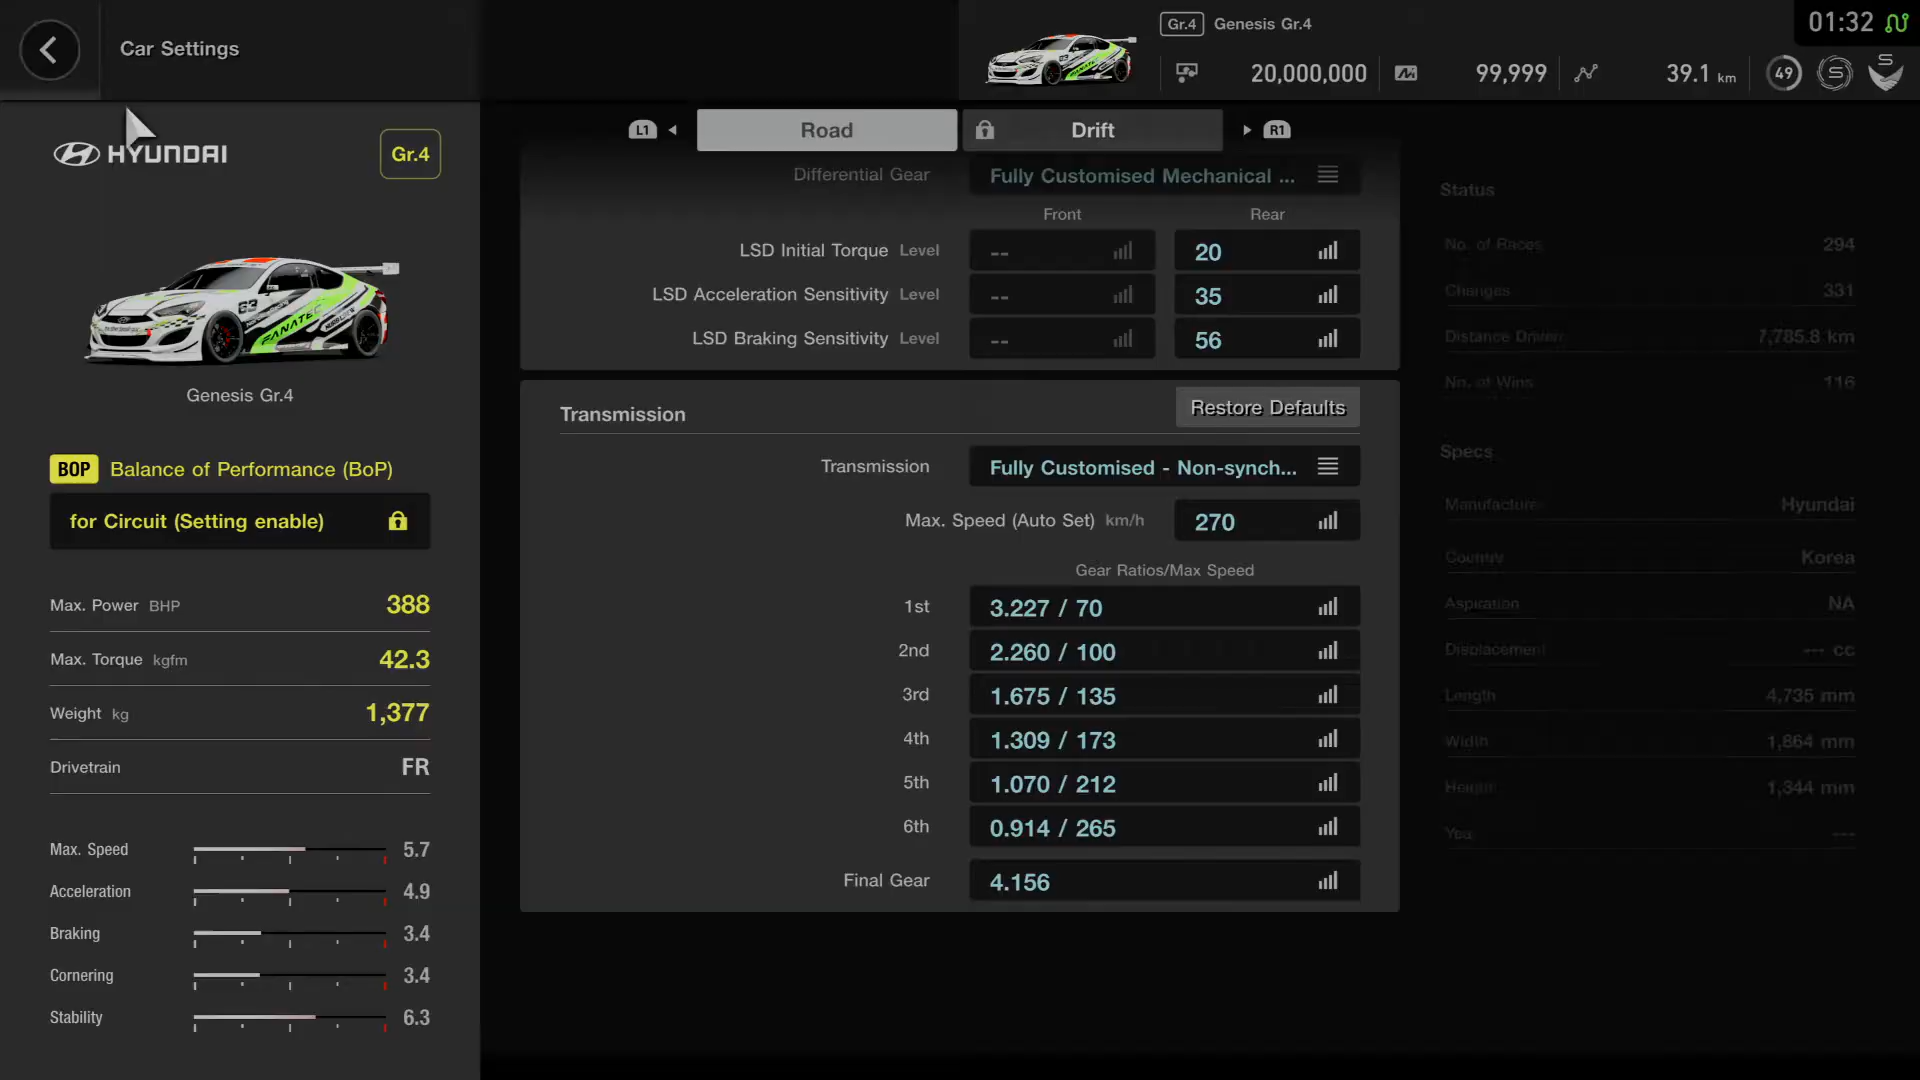 Car Settings
Gr.4 Genesis Gr.4
20,000,000 99,999 39.1 km 49
01:32
HYUNDAI
Gr.4
63
FANATEC
Genesis Gr.4
BOP Balance of Performance (BoP)
for Circuit (Setting enable)
Max. Power BHP 388
Max. Torque kgfm 42.3
Weight kg 1,377
Drivetrain FR
Max. Speed 5.7
Acceleration 4.9
Braking 3.4
Cornering 3.4
Stability 6.3
L1 Road Drift R1
Differential Gear Fully Customised Mechanical ...
Front Rear
LSD Initial Torque Level -- 20
LSD Acceleration Sensitivity Level -- 35
LSD Braking Sensitivity Level -- 56
Transmission Restore Defaults
Transmission Fully Customised - Non-synch...
Max. Speed (Auto Set) km/h 270
Gear Ratios/Max Speed
1st 3.227 / 70
2nd 2.260 / 100
3rd 1.675 / 135
4th 1.309 / 173
5th 1.070 / 212
6th 0.914 / 265
Final Gear 4.156
Status
No. of Races 294
Changes 331
Distance Driven 7,785.8 km
No. of Wins 116
Specs
Manufacturer Hyundai
Country Korea
Aspiration NA
Displacement --- cc
Length 4,735 mm
Width 1,864 mm
Height 1,344 mm
Year ---